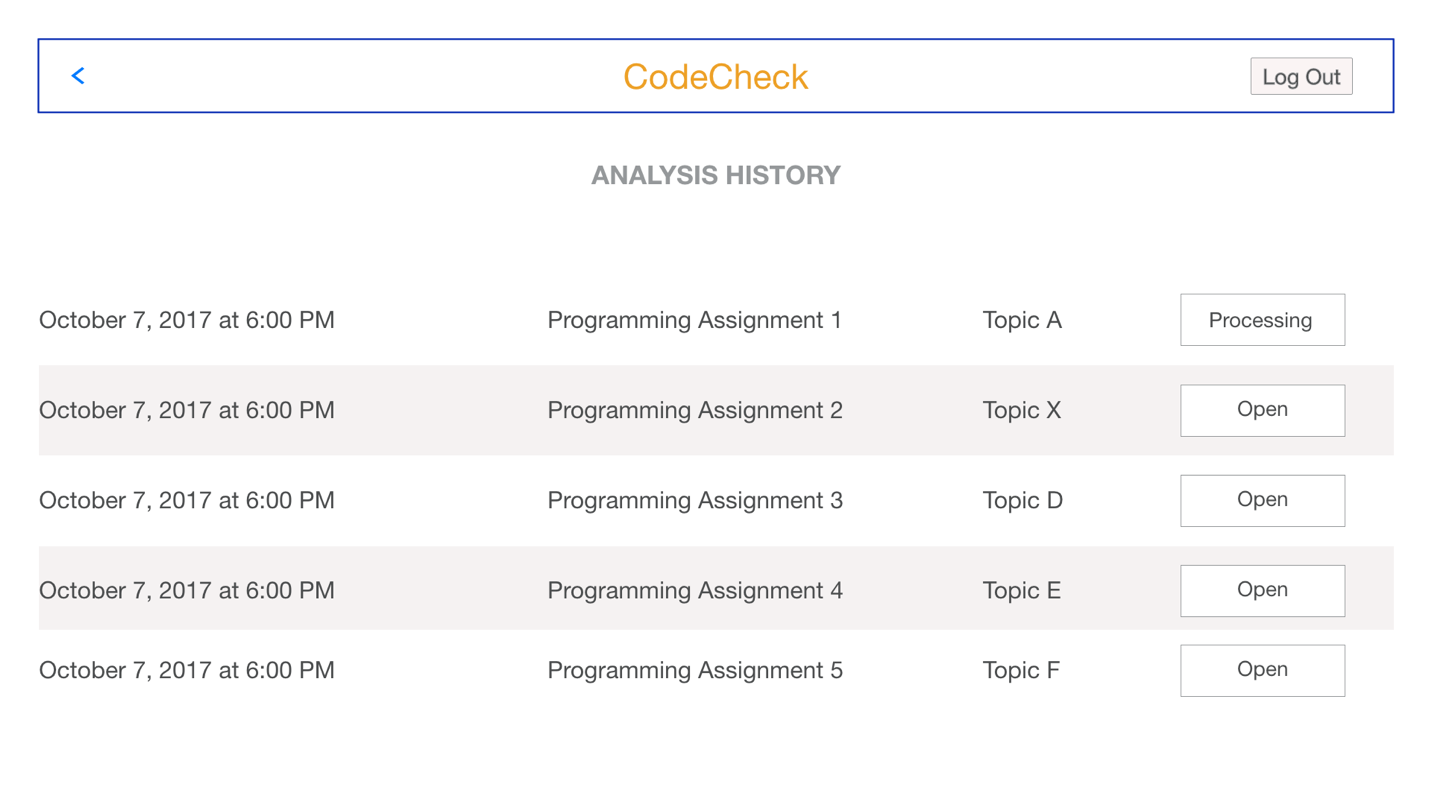 < CodeCheck Log Out
ANALYSIS HISTORY
October 7, 2017 at 6:00 PM Programming Assignment 1 Topic A Processing
October 7, 2017 at 6:00 PM Programming Assignment 2 Topic X Open
October 7, 2017 at 6:00 PM Programming Assignment 3 Topic D Open
October 7, 2017 at 6:00 PM Programming Assignment 4 Topic E Open
October 7, 2017 at 6:00 PM Programming Assignment 5 Topic F Open